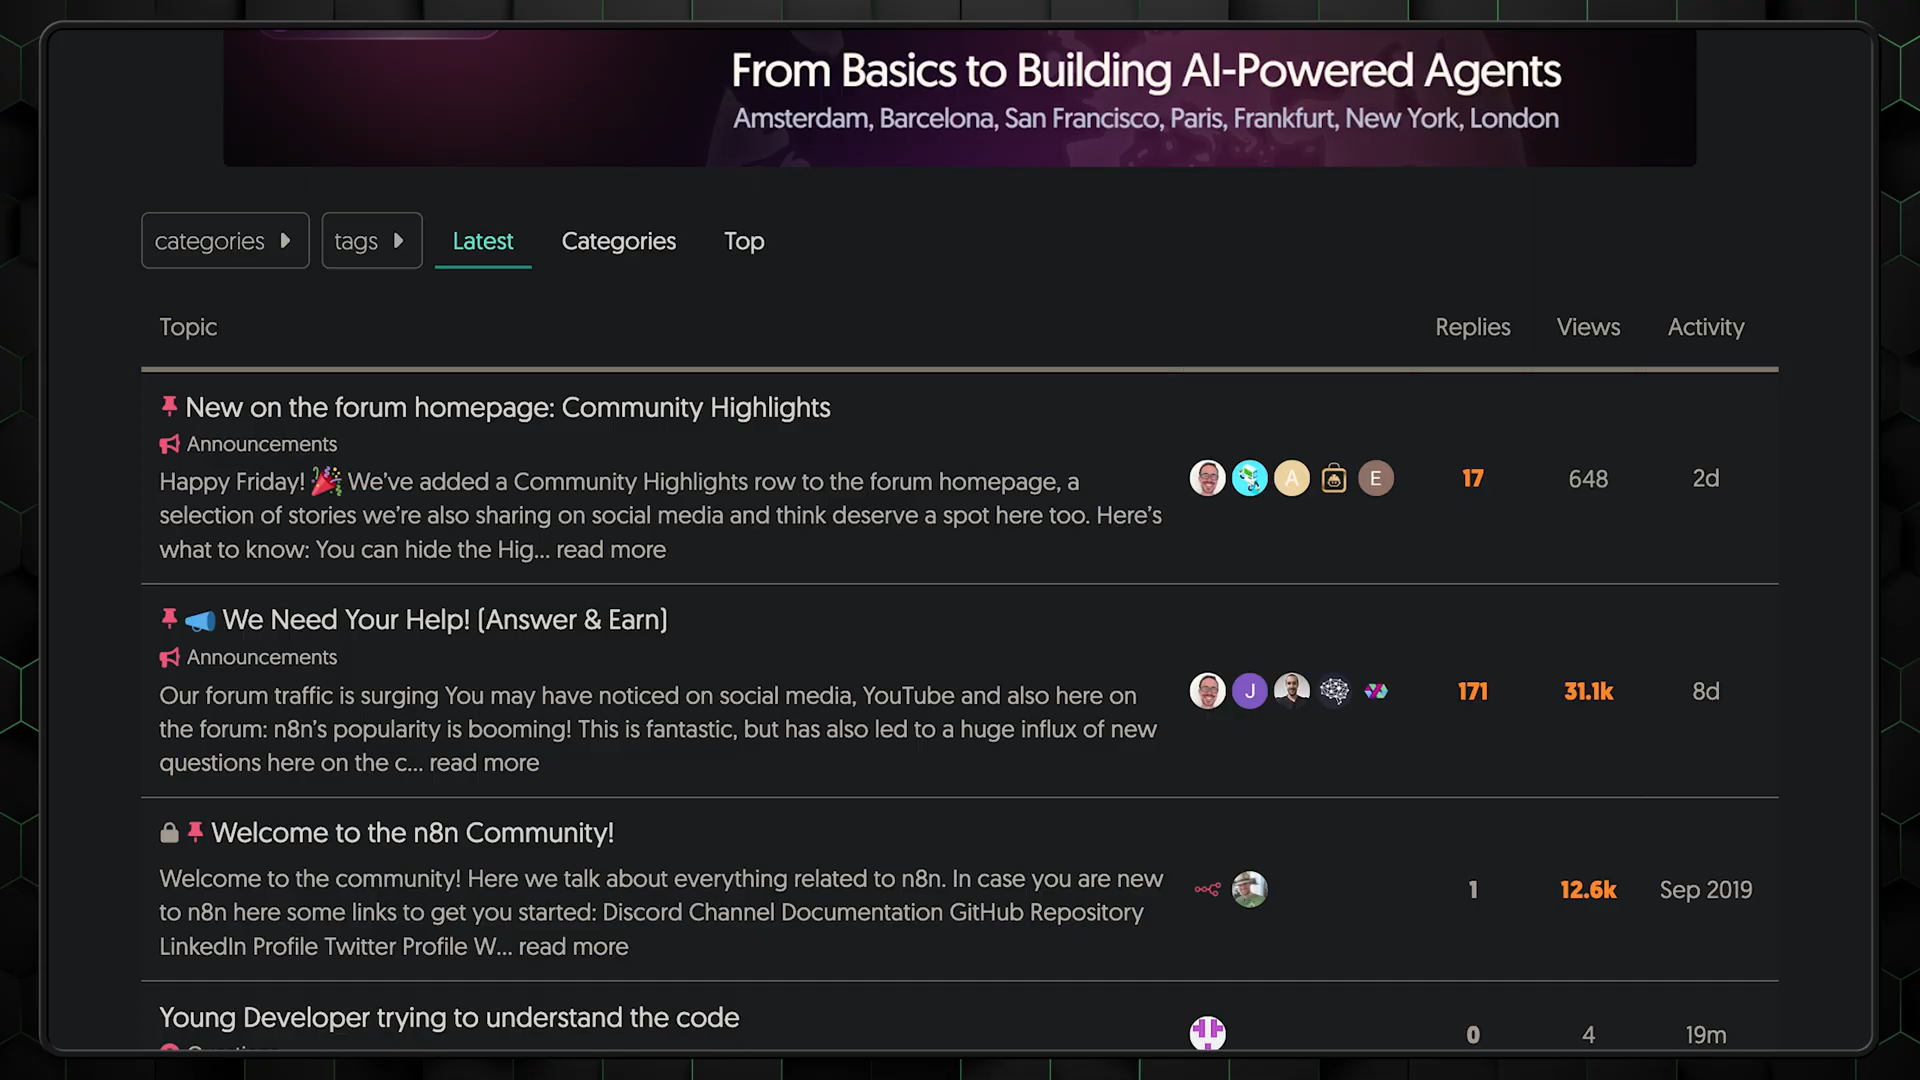 From Basics to Building AI-Powered Agents
Amsterdam, Barcelona, San Francisco, Paris, Frankfurt, New York, London
categories
tags
Latest
Categories
Top
Topic
Replies
Views
Activity
New on the forum homepage: Community Highlights
Announcements
Happy Friday! 🎉 We’ve added a Community Highlights row to the forum homepage, a
selection of stories we’re also sharing on social media and think deserve a spot here too. Here’s
what to know: You can hide the Hig... read more
A
E
17
648
2d
We Need Your Help! (Answer & Earn)
Announcements
Our forum traffic is surging You may have noticed on social media, YouTube and also here on
the forum: n8n’s popularity is booming! This is fantastic, but has also led to a huge influx of new
questions here on the c... read more
J
171
31.1k
8d
Welcome to the n8n Community!
Welcome to the community! Here we talk about everything related to n8n. In case you are new
to n8n here some links to get you started: Discord Channel Documentation GitHub Repository
LinkedIn Profile Twitter Profile W... read more
1
12.6k
Sep 2019
Young Developer trying to understand the code
0
4
19m